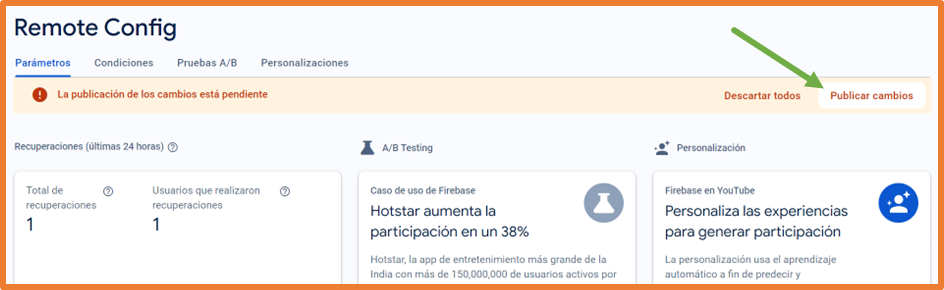 Remote Config
Parámetros Condiciones Pruebas A/B Personalizaciones
La publicación de los cambios está pendiente Descartar todos Publicar cambios
Recuperaciones (últimas 24 horas)
Total de
recuperaciones
1
Usuarios que realizaron
recuperaciones
1
A/B Testing
Caso de uso de Firebase
Hotstar aumenta la
participación en un 38%
Hotstar, la app de entretenimiento más grande de la
India con más de 150,000,000 de usuarios activos por
Personalización
Firebase en YouTube
Personaliza las experiencias
para generar participación
La personalización usa el aprendizaje
automático a fin de predecir y